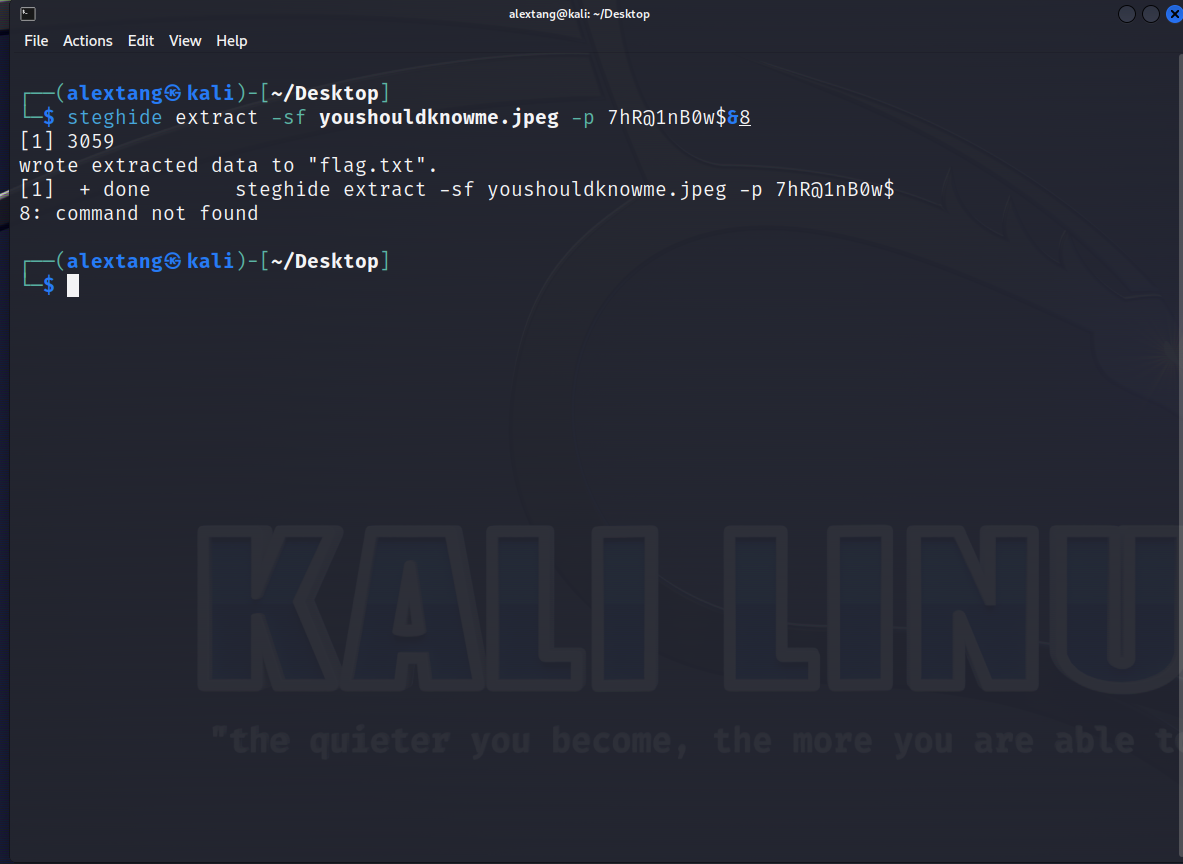 alextang@kali: ~/Desktop
File Actions Edit View Help
┌──(alextang㉿kali)-[~/Desktop]
└─$ steghide extract -sf youshouldknowme.jpeg -p 7hR@1nB0w$&8
[1] 3059
wrote extracted data to "flag.txt".
[1]  + done       steghide extract -sf youshouldknowme.jpeg -p 7hR@1nB0w$
8: command not found
┌──(alextang㉿kali)-[~/Desktop]
└─$
KALI LINU
"the quieter you become, the more you are able t